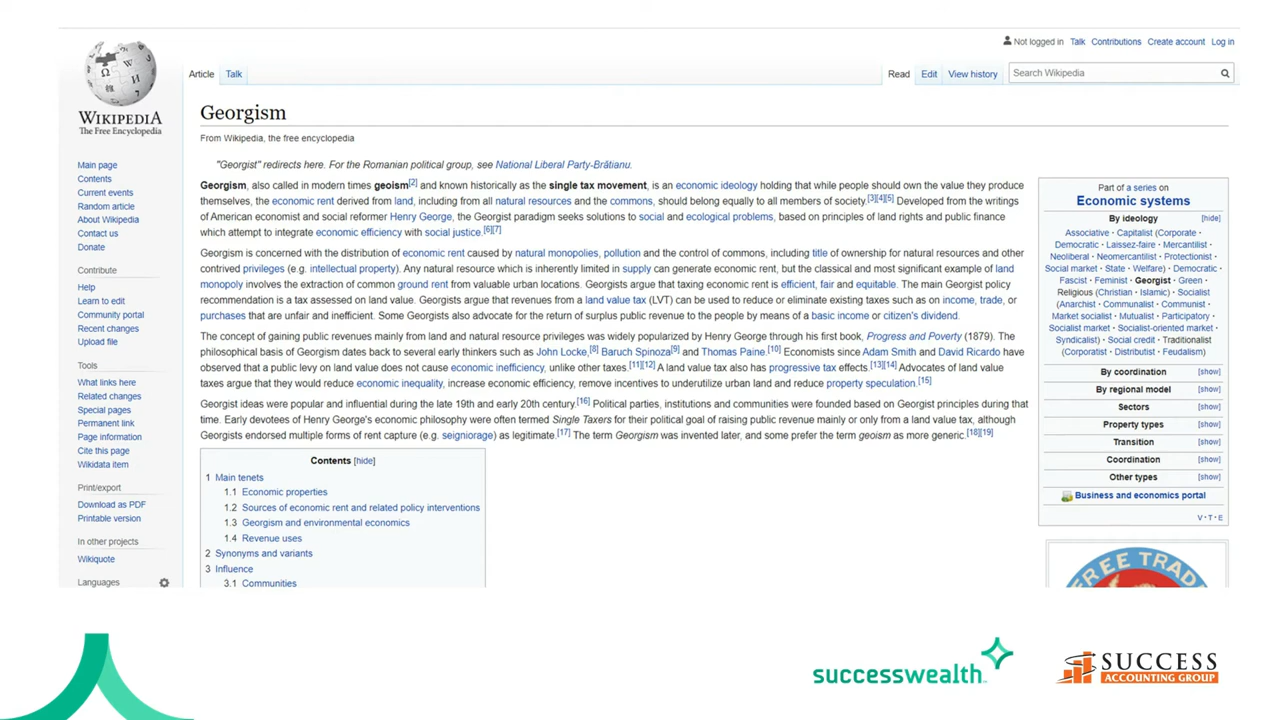 Not logged in Talk Contributions Create account Log in
Article Talk
Read Edit View history
Search Wikipedia
WIKIPEDIA
The Free Encyclopedia
Main page
Contents
Current events
Random article
About Wikipedia
Contact us
Donate
Contribute
Help
Learn to edit
Community portal
Recent changes
Upload file
Tools
What links here
Related changes
Special pages
Permanent link
Page information
Cite this page
Wikidata item
Print/export
Download as PDF
Printable version
In other projects
Wikiquote
Languages
Georgism
From Wikipedia, the free encyclopedia
"Georgist" redirects here. For the Romanian political group, see National Liberal Party-Brătianu.
Georgism, also called in modern times geoism[2] and known historically as the single tax movement, is an economic ideology holding that while people should own the value they produce
themselves, the economic rent derived from land, including from all natural resources and the commons, should belong equally to all members of society.[3][4][5] Developed from the writings
of American economist and social reformer Henry George, the Georgist paradigm seeks solutions to social and ecological problems, based on principles of land rights and public finance
which attempt to integrate economic efficiency with social justice.[6][7]
Georgism is concerned with the distribution of economic rent caused by natural monopolies, pollution and the control of commons, including title of ownership for natural resources and other
contrived privileges (e.g. intellectual property). Any natural resource which is inherently limited in supply can generate economic rent, but the classical and most significant example of land
monopoly involves the extraction of common ground rent from valuable urban locations. Georgists argue that taxing economic rent is efficient, fair and equitable. The main Georgist policy
recommendation is a tax assessed on land value. Georgists argue that revenues from a land value tax (LVT) can be used to reduce or eliminate existing taxes such as on income, trade, or
purchases that are unfair and inefficient. Some Georgists also advocate for the return of surplus public revenue to the people by means of a basic income or citizen's dividend.
The concept of gaining public revenues mainly from land and natural resource privileges was widely popularized by Henry George through his first book, Progress and Poverty (1879). The
philosophical basis of Georgism dates back to several early thinkers such as John Locke,[8] Baruch Spinoza[9] and Thomas Paine.[10] Economists since Adam Smith and David Ricardo have
observed that a public levy on land value does not cause economic inefficiency, unlike other taxes.[11][12] A land value tax also has progressive tax effects.[13][14] Advocates of land value
taxes argue that they would reduce economic inequality, increase economic efficiency, remove incentives to underutilize urban land and reduce property speculation.[15]
Georgist ideas were popular and influential during the late 19th and early 20th century.[16] Political parties, institutions and communities were founded based on Georgist principles during that
time. Early devotees of Henry George's economic philosophy were often termed Single Taxers for their political goal of raising public revenue mainly or only from a land value tax, although
Georgists endorsed multiple forms of rent capture (e.g. seigniorage) as legitimate.[17] The term Georgism was invented later, and some prefer the term geoism as more generic.[18][19]
Contents [hide]
1 Main tenets
1.1 Economic properties
1.2 Sources of economic rent and related policy interventions
1.3 Georgism and environmental economics
1.4 Revenue uses
2 Synonyms and variants
3 Influence
3.1 Communities
Part of a series on
Economic systems
By ideology [hide]
Associative · Capitalist (Corporate ·
Democratic · Laissez-faire · Mercantilist ·
Neoliberal · Neomercantilist · Protectionist ·
Social market · State · Welfare) · Democratic ·
Fascist · Feminist · Georgist · Green ·
Religious (Christian · Islamic) · Socialist
(Anarchist · Communalist · Communist ·
Market socialist · Mutualist · Participatory ·
Socialist market · Socialist-oriented market ·
Syndicalist) · Social credit · Traditionalist
(Corporatist · Distributist · Feudalism)
By coordination [show]
By regional model [show]
Sectors [show]
Property types [show]
Transition [show]
Coordination [show]
Other types [show]
Business and economics portal
V · T · E
FREE TRADE
successwealth
SUCCESS
ACCOUNTING GROUP